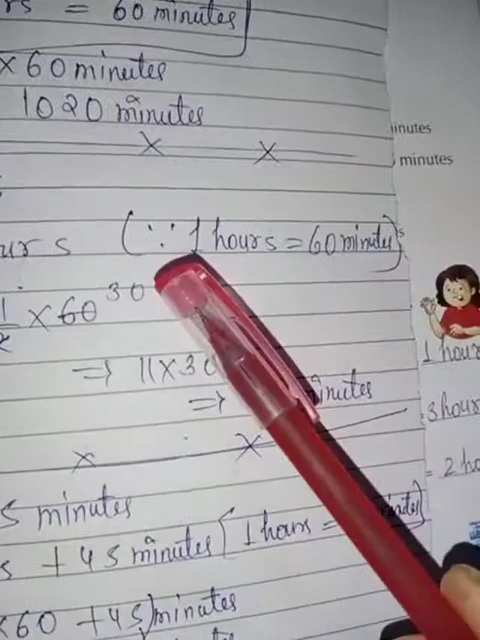 rs = 60 minutes
× 60 minutes
1020 minutes
inutes
minutes
× ×
urs (∵ 1 hours = 60 minutes)
× 60 30
1 hour
⇒ 11 × 30
3 hour
⇒ inutes
× ×
= 2 ho
5 minutes
s + 45 minutes [1 hours =
×60 + 45) minutes